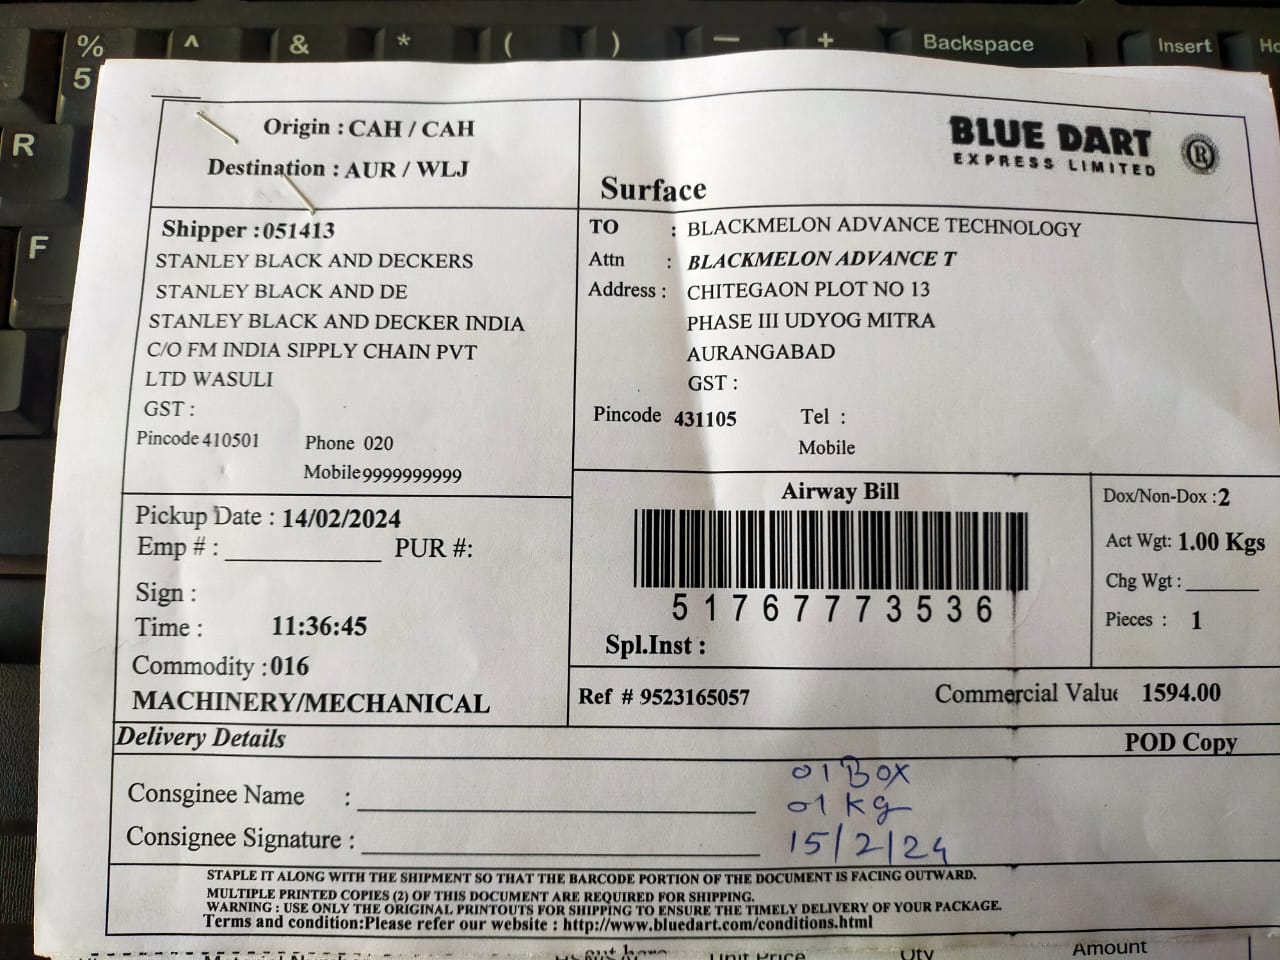 % ^ & * ( ) — + Backspace Insert
5
R
F
Origin : CAH / CAH
Destination : AUR / WLJ
Surface
BLUE DART
EXPRESS LIMITED
®
Shipper : 051413
STANLEY BLACK AND DECKERS
STANLEY BLACK AND DE
STANLEY BLACK AND DECKER INDIA
C/O FM INDIA SIPPLY CHAIN PVT
LTD WASULI
GST :
Pincode 410501 Phone 020
Mobile 9999999999
TO : BLACKMELON ADVANCE TECHNOLOGY
Attn : BLACKMELON ADVANCE T
Address : CHITEGAON PLOT NO 13
PHASE III UDYOG MITRA
AURANGABAD
GST :
Pincode 431105 Tel :
Mobile
Pickup Date : 14/02/2024
Emp # : PUR #:
Sign :
Time : 11:36:45
Commodity : 016
MACHINERY/MECHANICAL
Airway Bill
51767773536
Spl.Inst :
Dox/Non-Dox : 2
Act Wgt: 1.00 Kgs
Chg Wgt :
Pieces : 1
Ref # 9523165057 Commercial Value 1594.00
Delivery Details POD Copy
Consginee Name :
Consignee Signature :
01 BOX
01 kg
15/2/24
STAPLE IT ALONG WITH THE SHIPMENT SO THAT THE BARCODE PORTION OF THE DOCUMENT IS FACING OUTWARD.
MULTIPLE PRINTED COPIES (2) OF THIS DOCUMENT ARE REQUIRED FOR SHIPPING.
WARNING : USE ONLY THE ORIGINAL PRINTOUTS FOR SHIPPING TO ENSURE THE TIMELY DELIVERY OF YOUR PACKAGE.
Terms and condition:Please refer our website : http://www.bluedart.com/conditions.html
Unit Price Qty Amount